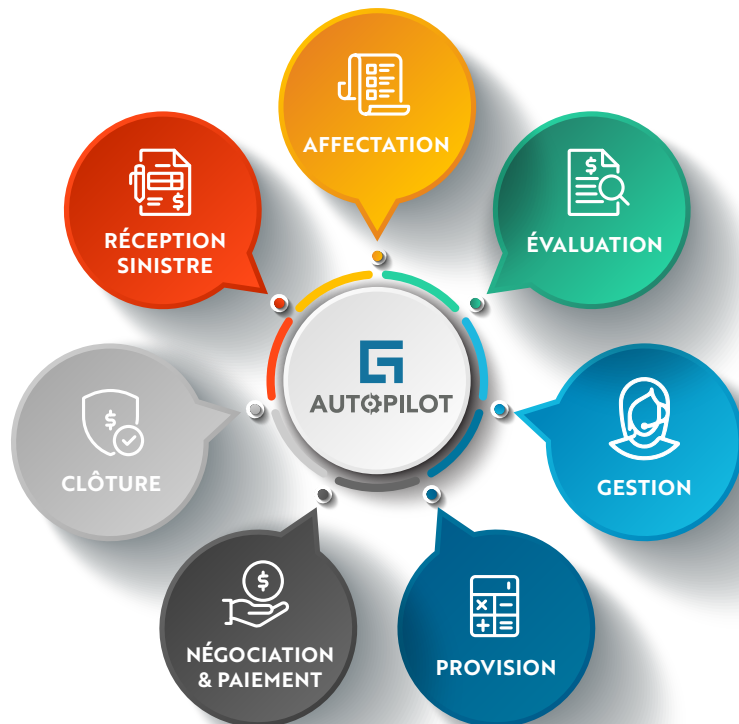 AFFECTATION
RÉCEPTION
SINISTRE
ÉVALUATION
AUTOPILOT
CLÔTURE
GESTION
NÉGOCIATION
& PAIEMENT
PROVISION